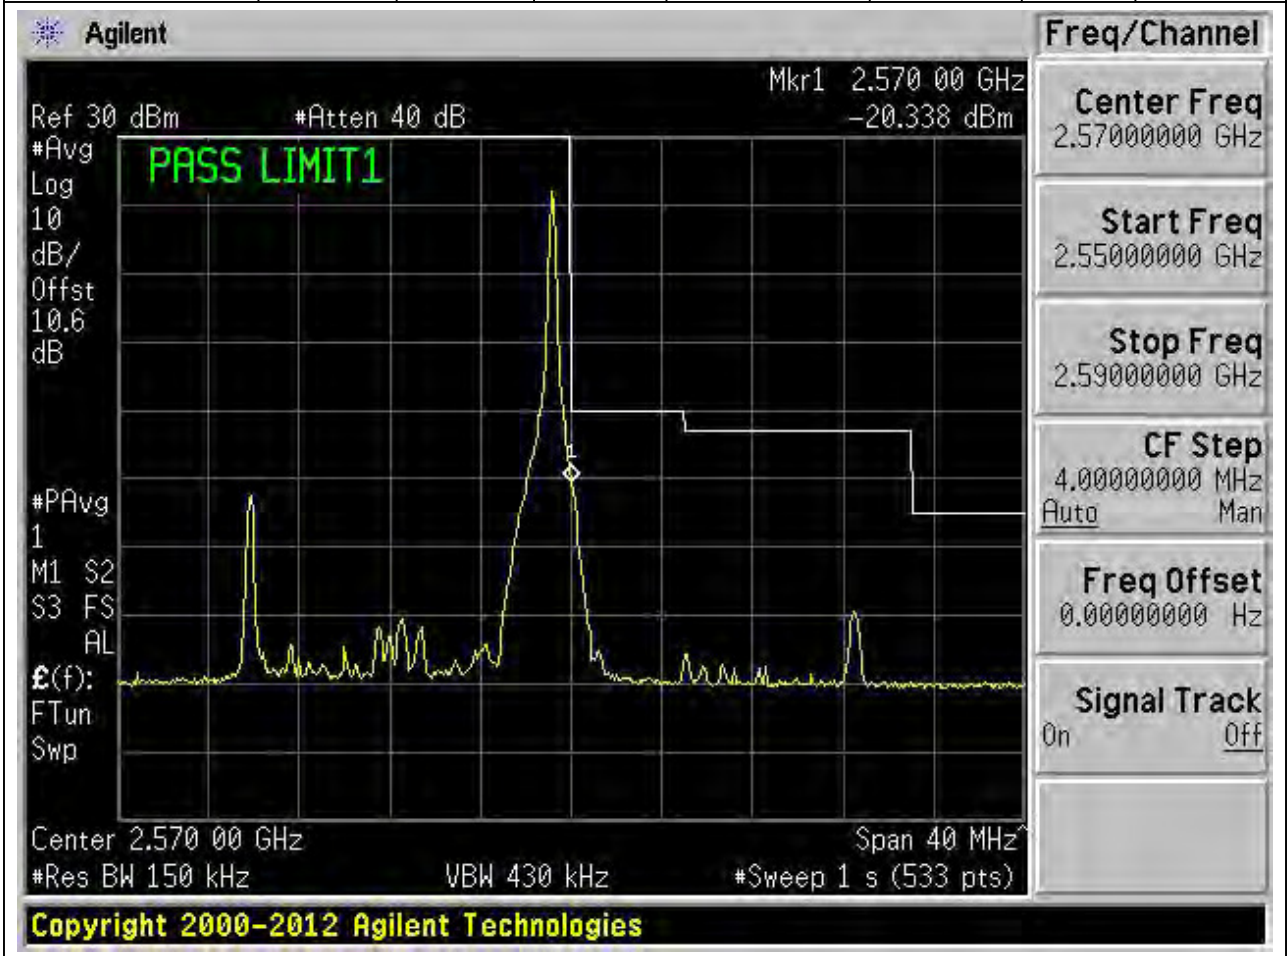 Agilent
Freq/Channel
Mkr1 2.570 00 GHz
Ref 30 dBm #Atten 40 dB -20.338 dBm
#Avg
Log
10
dB/
Offst
10.6
dB
PASS LIMIT1
1
#PAvg
1
M1 S2
S3 FS
AL
£(f):
FTun
Swp
Center 2.570 00 GHz Span 40 MHz^
#Res BW 150 kHz VBW 430 kHz #Sweep 1 s (533 pts)
Copyright 2000-2012 Agilent Technologies
Center Freq
2.57000000 GHz
Start Freq
2.55000000 GHz
Stop Freq
2.59000000 GHz
CF Step
4.00000000 MHz
Auto Man
Freq Offset
0.00000000 Hz
Signal Track
On Off